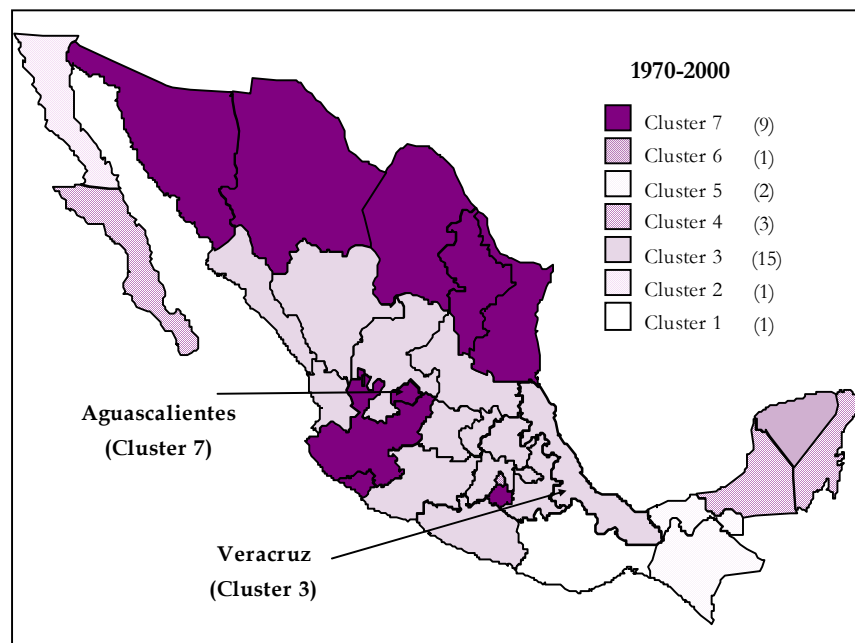 1970-2000
Cluster 7 (9)
Cluster 6 (1)
Cluster 5 (2)
Cluster 4 (3)
Cluster 3 (15)
Cluster 2 (1)
Cluster 1 (1)
Aguascalientes
(Cluster 7)
Veracruz
(Cluster 3)